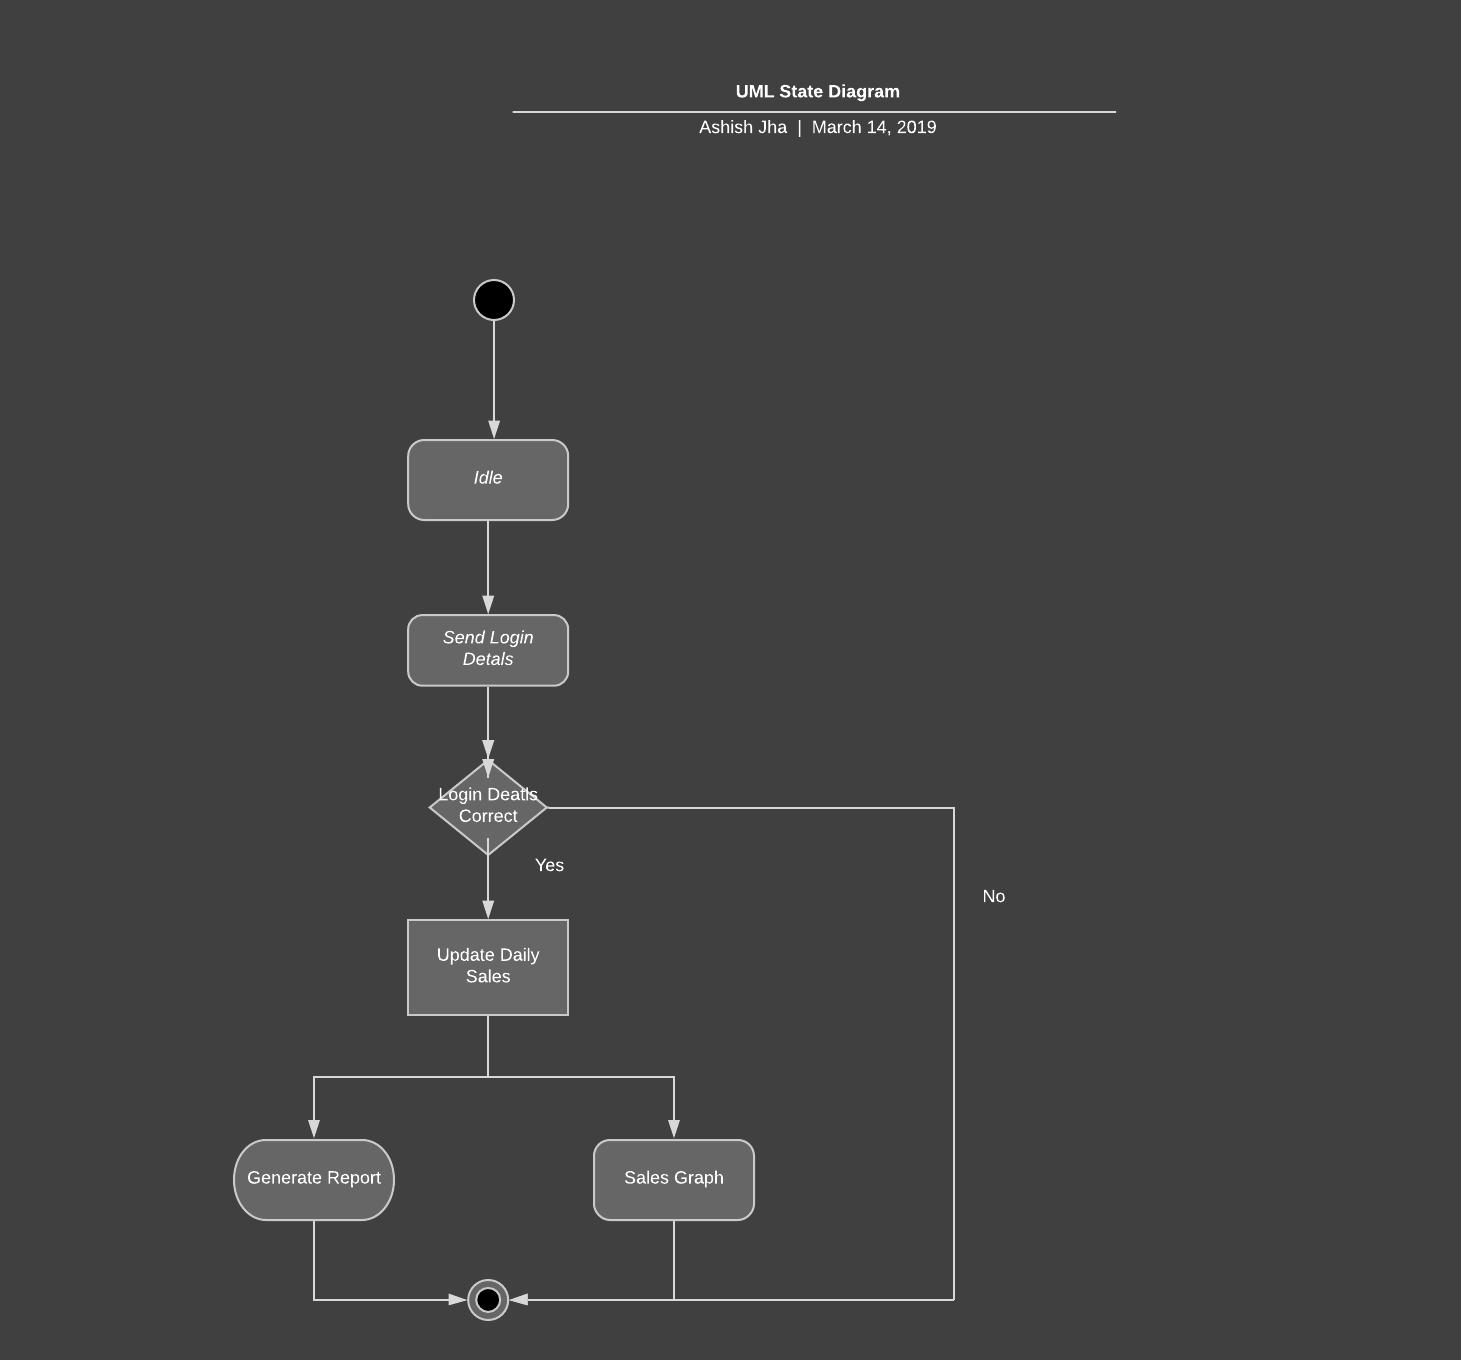 UML State Diagram
Ashish Jha | March 14, 2019
Idle
Send Login
Detals
Login Deatls
Correct
Yes
No
Update Daily
Sales
Generate Report
Sales Graph